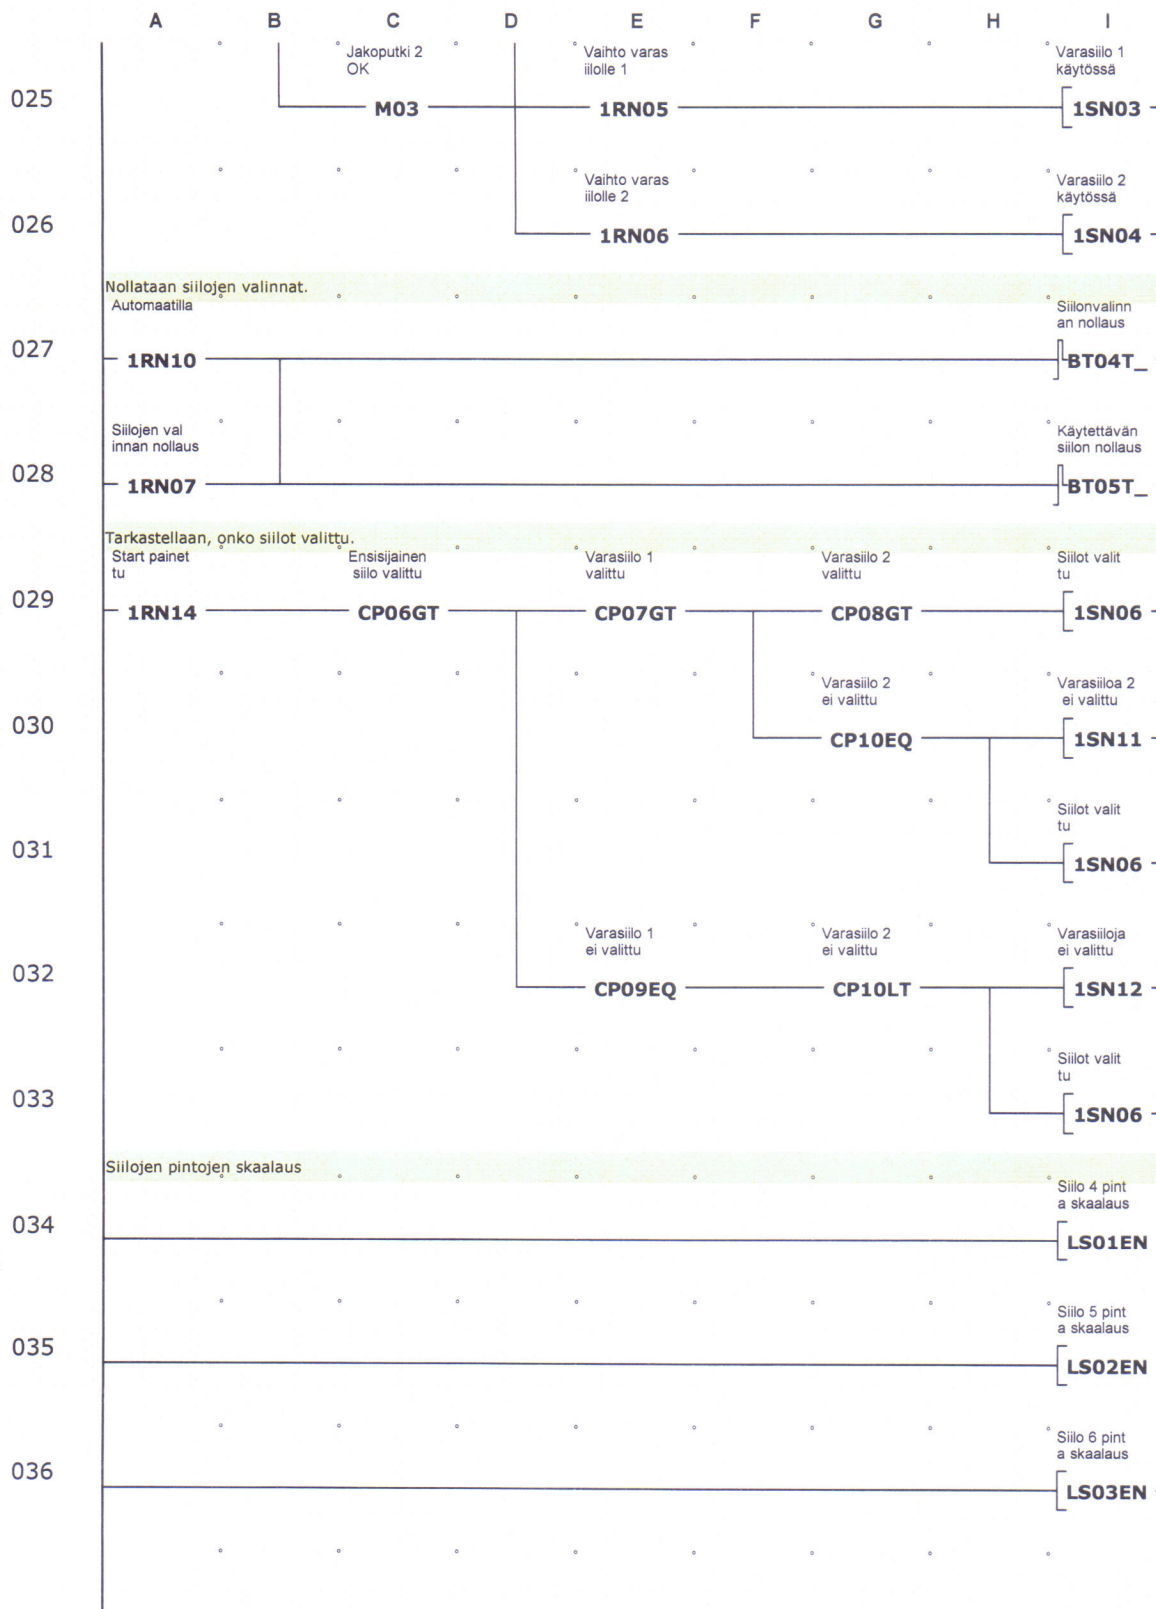 A B C D E F G H I
Jakoputki 2
OK
Vaihto varas
iilolle 1
Varasiilo 1
käytössä
025 M03 1RN05 1SN03
Vaihto varas
iilolle 2
Varasiilo 2
käytössä
026 1RN06 1SN04
Nollataan siilojen valinnat.
Automaatilla
Siilonvalinn
an nollaus
027 1RN10 BT04T_
Siilojen val
innan nollaus
Käytettävän
siilon nollaus
028 1RN07 BT05T_
Tarkastellaan, onko siilot valittu.
Start painet
tu
Ensisijainen
siilo valittu
Varasiilo 1
valittu
Varasiilo 2
valittu
Siilot valit
tu
029 1RN14 CP06GT CP07GT CP08GT 1SN06
Varasiilo 2
ei valittu
Varasiiloa 2
ei valittu
030 CP10EQ 1SN11
Siilot valit
tu
031 1SN06
Varasiilo 1
ei valittu
Varasiilo 2
ei valittu
Varasiiloja
ei valittu
032 CP09EQ CP10LT 1SN12
Siilot valit
tu
033 1SN06
Siilojen pintojen skaalaus
Siilo 4 pint
a skaalaus
034 LS01EN
Siilo 5 pint
a skaalaus
035 LS02EN
Siilo 6 pint
a skaalaus
036 LS03EN